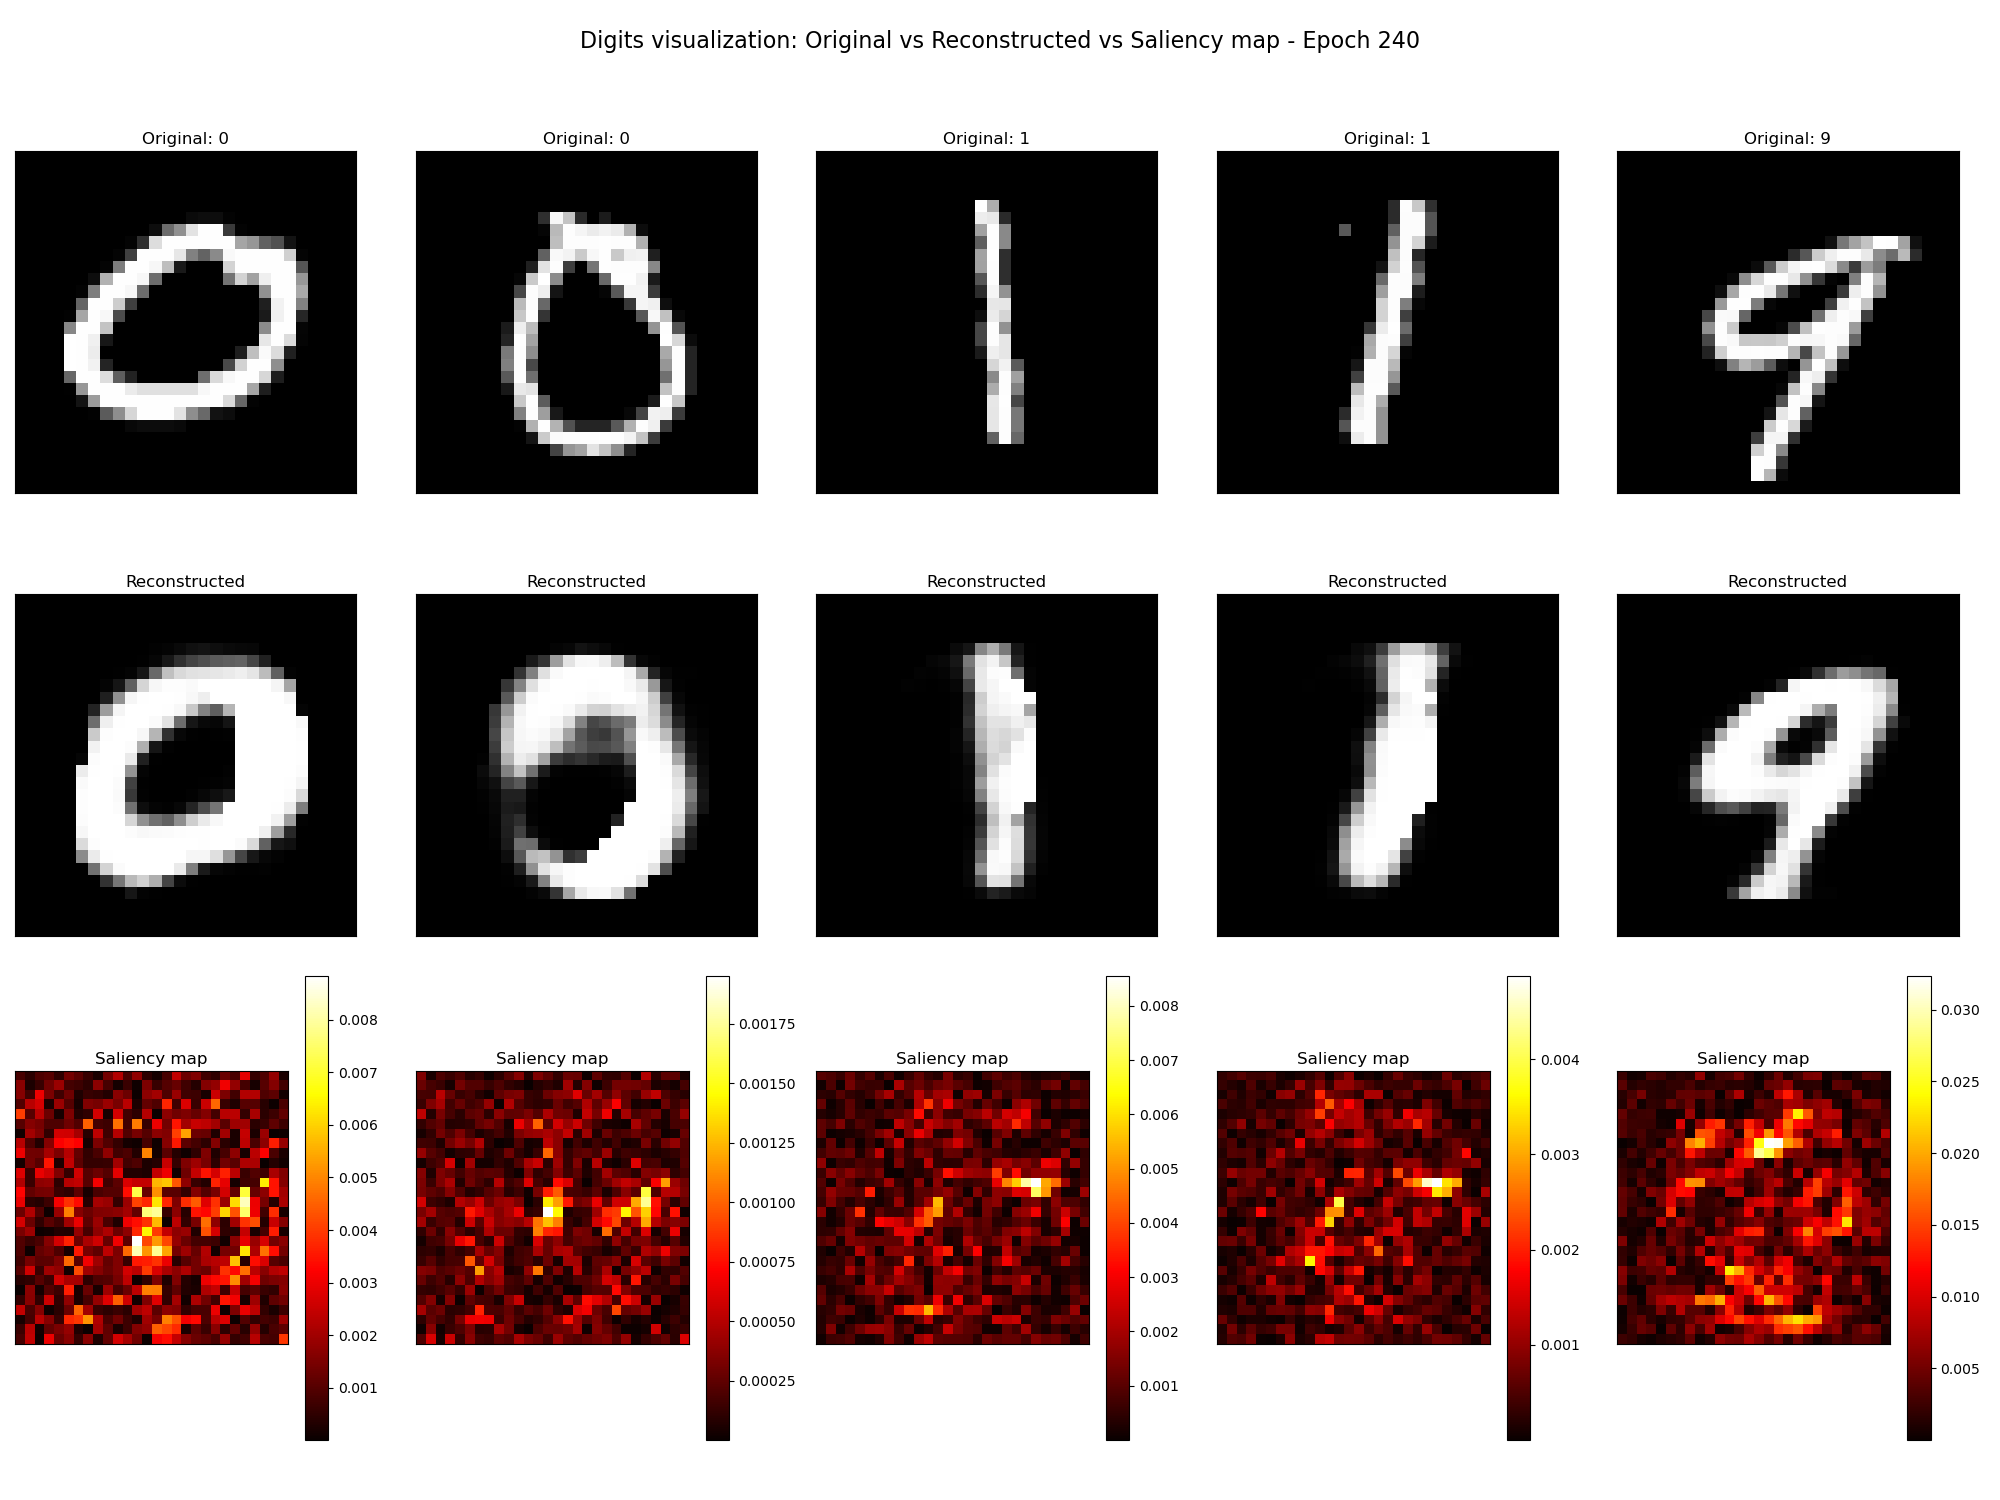 Digits visualization: Original vs Reconstructed vs Saliency map - Epoch 240
Original: 0
Original: 0
Original: 1
Original: 1
Original: 9
Reconstructed
Reconstructed
Reconstructed
Reconstructed
Reconstructed
Saliency map
0.008
0.007
0.006
0.005
0.004
0.003
0.002
0.001
Saliency map
0.00175
0.00150
0.00125
0.00100
0.00075
0.00050
0.00025
Saliency map
0.008
0.007
0.006
0.005
0.004
0.003
0.002
0.001
Saliency map
0.004
0.003
0.002
0.001
Saliency map
0.030
0.025
0.020
0.015
0.010
0.005